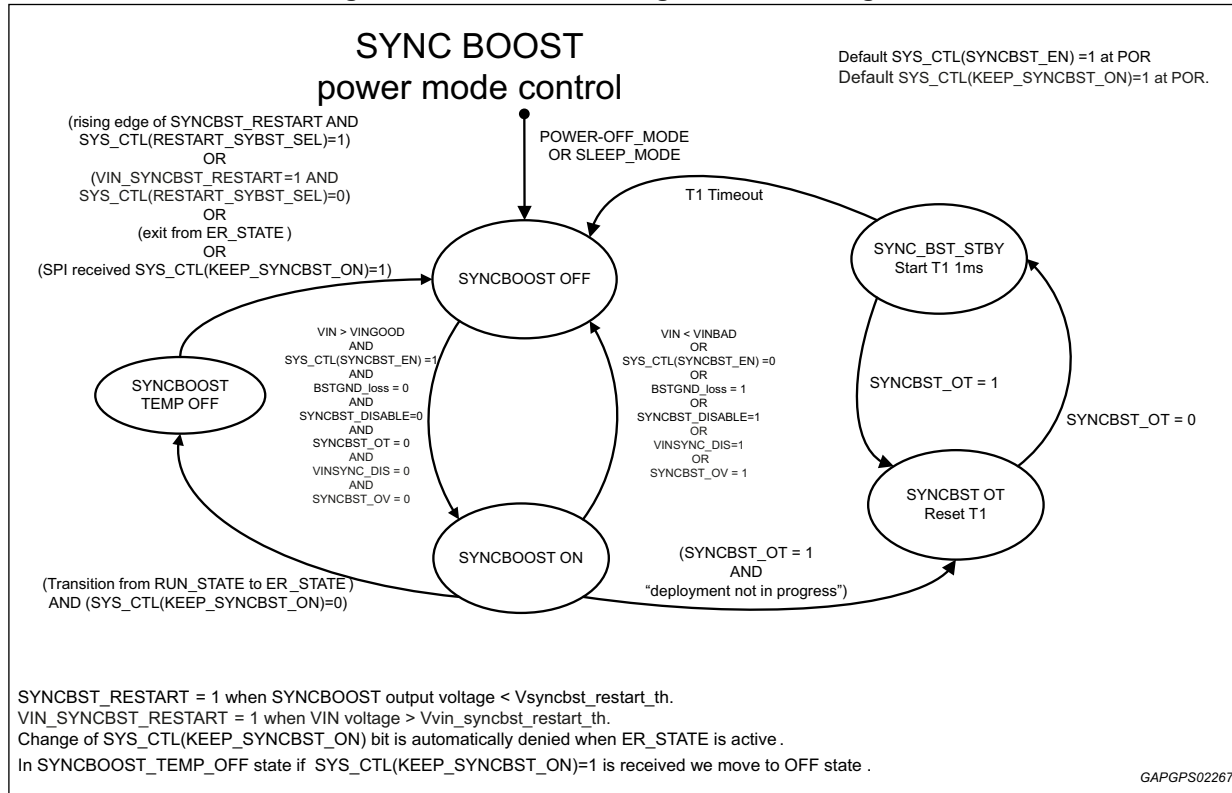 SYNC BOOST
power mode control
Default SYS_CTL(SYNCBST_EN) =1 at POR
Default SYS_CTL(KEEP_SYNCBST_ON)=1 at POR.
(rising edge of SYNCBST_RESTART AND
SYS_CTL(RESTART_SYBST_SEL)=1)
OR
(VIN_SYNCBST_RESTART=1 AND
SYS_CTL(RESTART_SYBST_SEL)=0)
OR
(exit from ER_STATE)
OR
(SPI received SYS_CTL(KEEP_SYNCBST_ON)=1)
POWER-OFF_MODE
OR SLEEP_MODE
T1 Timeout
SYNCBOOST OFF
SYNC_BST_STBY
Start T1 1ms
VIN > VINGOOD
AND
SYS_CTL(SYNCBST_EN) =1
AND
BSTGND_loss = 0
AND
SYNCBST_DISABLE=0
AND
SYNCBST_OT = 0
AND
VINSYNC_DIS = 0
AND
SYNCBST_OV = 0
VIN < VINBAD
OR
SYS_CTL(SYNCBST_EN) =0
OR
BSTGND_loss = 1
OR
SYNCBST_DISABLE=1
OR
VINSYNC_DIS=1
OR
SYNCBST_OV = 1
SYNCBOOST
TEMP OFF
SYNCBST_OT = 1
SYNCBST_OT = 0
SYNCBST OT
Reset T1
SYNCBOOST ON
(SYNCBST_OT = 1
AND
“deployment not in progress”)
(Transition from RUN_STATE to ER_STATE)
AND (SYS_CTL(KEEP_SYNCBST_ON)=0)
SYNCBST_RESTART = 1 when SYNCBOOST output voltage < Vsyncbst_restart_th.
VIN_SYNCBST_RESTART = 1 when VIN voltage > Vvin_syncbst_restart_th.
Change of SYS_CTL(KEEP_SYNCBST_ON) bit is automatically denied when ER_STATE is active.
In SYNCBOOST_TEMP_OFF state if SYS_CTL(KEEP_SYNCBST_ON)=1 is received we move to OFF state.
GAPGPS02267